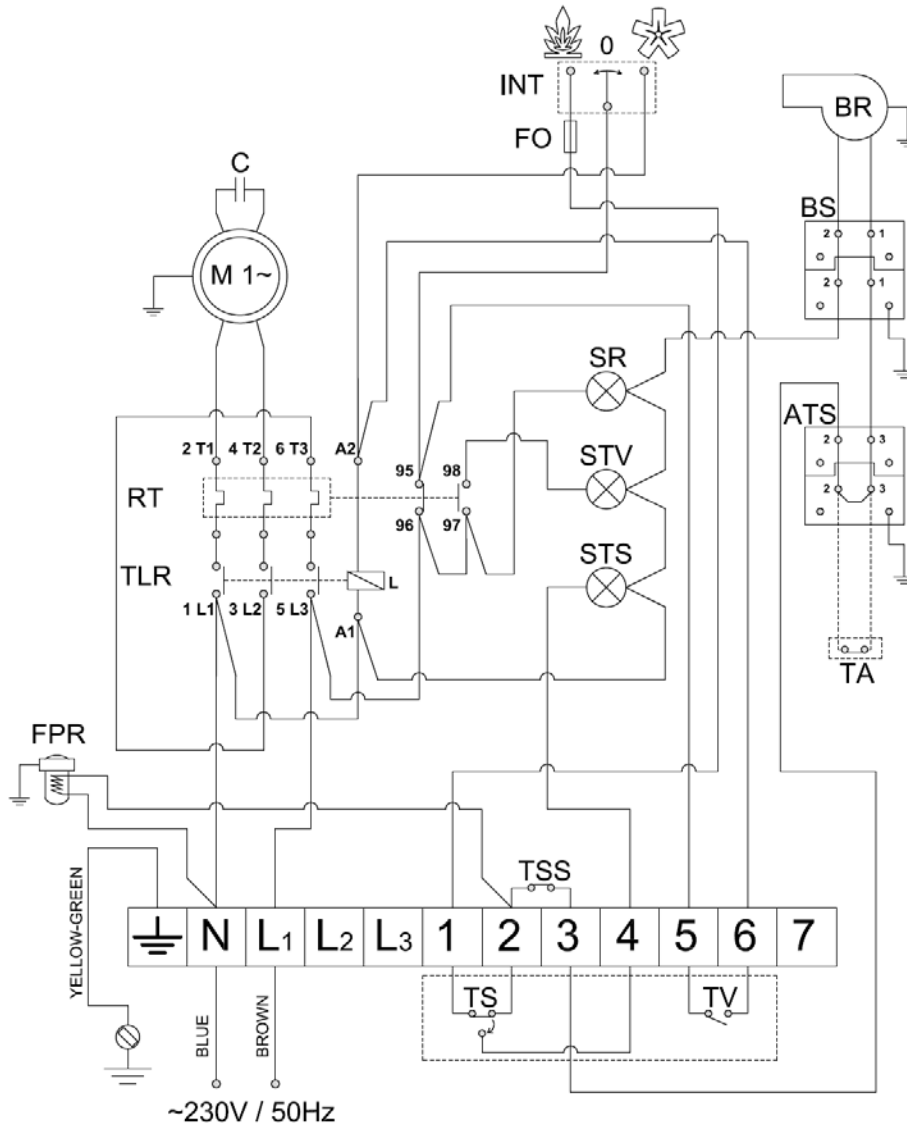 0
INT
FO
BR
C
BS
2 1
2 1
M 1~
SR
ATS
2 T1 4 T2 6 T3 A2
95 98
2 3
STV
RT
2 3
96 97
STS
TLR
L
1 L1 3 L2 5 L3
A1
TA
FPR
TSS
YELLOW-GREEN
N L1 L2 L3 1 2 3 4 5 6 7
TS TV
BLUE
BROWN
~230V / 50Hz